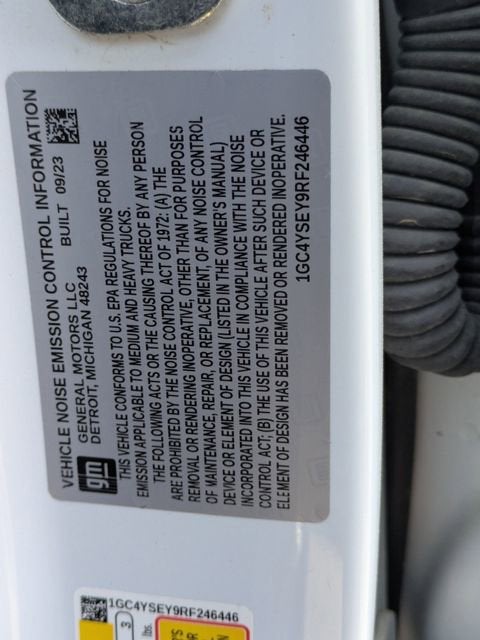 VEHICLE NOISE EMISSION CONTROL INFORMATION
gm
GENERAL MOTORS LLC
DETROIT, MICHIGAN 48243
BUILT 09/23
THIS VEHICLE CONFORMS TO U.S. EPA REGULATIONS FOR NOISE
EMISSION APPLICABLE TO MEDIUM AND HEAVY TRUCKS.
THE FOLLOWING ACTS OR THE CAUSING THEREOF BY ANY PERSON
ARE PROHIBITED BY THE NOISE CONTROL ACT OF 1972: (A) THE
REMOVAL OR RENDERING INOPERATIVE, OTHER THAN FOR PURPOSES
OF MAINTENANCE, REPAIR, OR REPLACEMENT, OF ANY NOISE CONTROL
DEVICE OR ELEMENT OF DESIGN (LISTED IN THE OWNER'S MANUAL)
INCORPORATED INTO THIS VEHICLE IN COMPLIANCE WITH THE NOISE
CONTROL ACT; (B) THE USE OF THIS VEHICLE AFTER SUCH DEVICE OR
ELEMENT OF DESIGN HAS BEEN REMOVED OR RENDERED INOPERATIVE.
1GC4YSEY9RF246446
1GC4YSEY9RF246446
3
lbs.